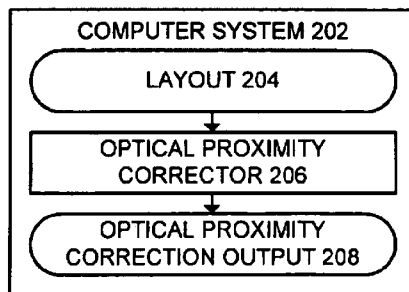 COMPUTER SYSTEM 202
LAYOUT 204
OPTICAL PROXIMITY
CORRECTOR 206
OPTICAL PROXIMITY
CORRECTION OUTPUT 208